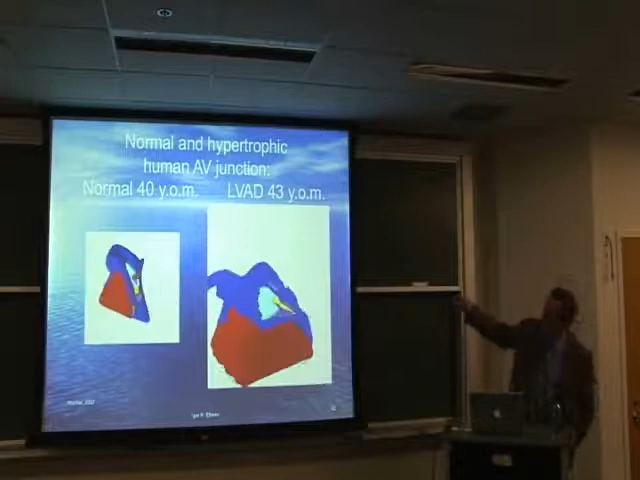 Normal and hypertrophic
human AV junction:
Normal 40 y.o.m. LVAD 43 y.o.m.